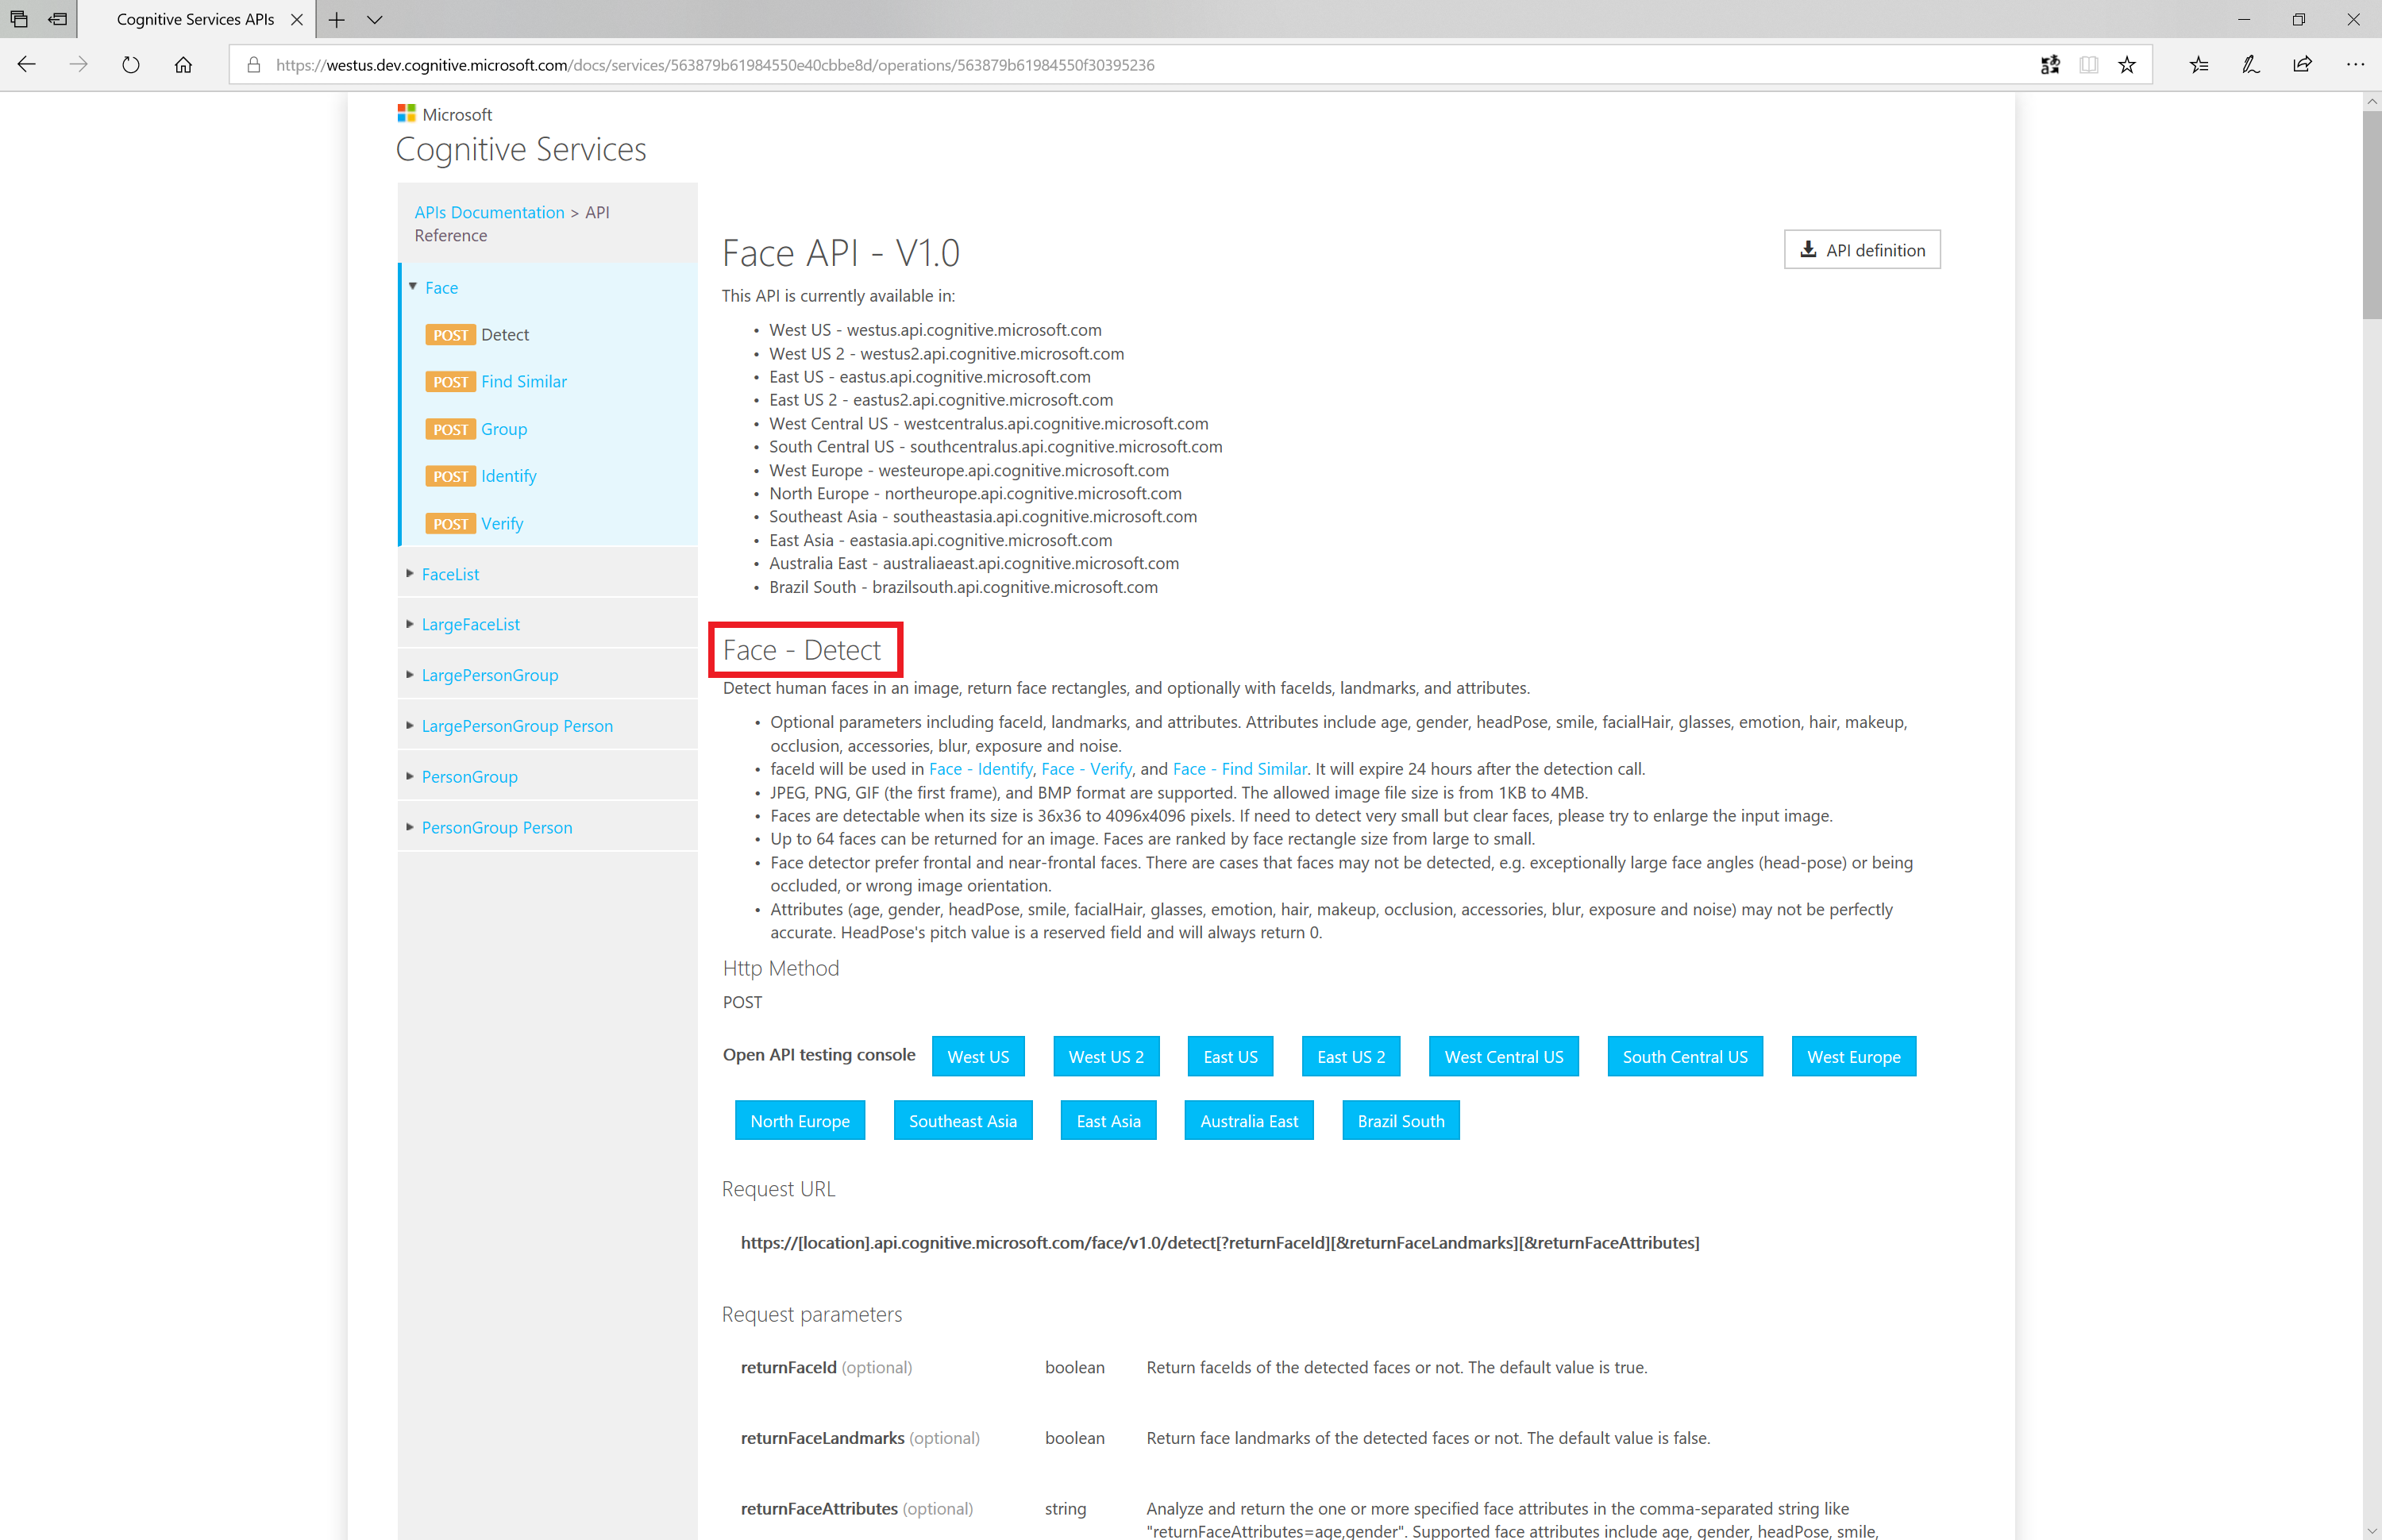 Cognitive Services APIs
https://westus.dev.cognitive.microsoft.com/docs/services/563879b61984550e40cbbe8d/operations/563879b61984550f30395236
Microsoft
Cognitive Services
APIs Documentation > API
Reference
Face
POST Detect
POST Find Similar
POST Group
POST Identify
POST Verify
FaceList
LargeFaceList
LargePersonGroup
LargePersonGroup Person
PersonGroup
PersonGroup Person
Face API - V1.0
API definition
This API is currently available in:
• West US - westus.api.cognitive.microsoft.com
• West US 2 - westus2.api.cognitive.microsoft.com
• East US - eastus.api.cognitive.microsoft.com
• East US 2 - eastus2.api.cognitive.microsoft.com
• West Central US - westcentralus.api.cognitive.microsoft.com
• South Central US - southcentralus.api.cognitive.microsoft.com
• West Europe - westeurope.api.cognitive.microsoft.com
• North Europe - northeurope.api.cognitive.microsoft.com
• Southeast Asia - southeastasia.api.cognitive.microsoft.com
• East Asia - eastasia.api.cognitive.microsoft.com
• Australia East - australiaeast.api.cognitive.microsoft.com
• Brazil South - brazilsouth.api.cognitive.microsoft.com
Face - Detect
Detect human faces in an image, return face rectangles, and optionally with faceIds, landmarks, and attributes.
• Optional parameters including faceId, landmarks, and attributes. Attributes include age, gender, headPose, smile, facialHair, glasses, emotion, hair, makeup,
occlusion, accessories, blur, exposure and noise.
• faceId will be used in Face - Identify, Face - Verify, and Face - Find Similar. It will expire 24 hours after the detection call.
• JPEG, PNG, GIF (the first frame), and BMP format are supported. The allowed image file size is from 1KB to 4MB.
• Faces are detectable when its size is 36x36 to 4096x4096 pixels. If need to detect very small but clear faces, please try to enlarge the input image.
• Up to 64 faces can be returned for an image. Faces are ranked by face rectangle size from large to small.
• Face detector prefer frontal and near-frontal faces. There are cases that faces may not be detected, e.g. exceptionally large face angles (head-pose) or being
occluded, or wrong image orientation.
• Attributes (age, gender, headPose, smile, facialHair, glasses, emotion, hair, makeup, occlusion, accessories, blur, exposure and noise) may not be perfectly
accurate. HeadPose's pitch value is a reserved field and will always return 0.
Http Method
POST
Open API testing console West US West US 2 East US East US 2 West Central US South Central US West Europe
North Europe Southeast Asia East Asia Australia East Brazil South
Request URL
https://[location].api.cognitive.microsoft.com/face/v1.0/detect[?returnFaceId][&returnFaceLandmarks][&returnFaceAttributes]
Request parameters
returnFaceId (optional) boolean Return faceIds of the detected faces or not. The default value is true.
returnFaceLandmarks (optional) boolean Return face landmarks of the detected faces or not. The default value is false.
returnFaceAttributes (optional) string Analyze and return the one or more specified face attributes in the comma-separated string like
"returnFaceAttributes=age,gender". Supported face attributes include age, gender, headPose, smile,